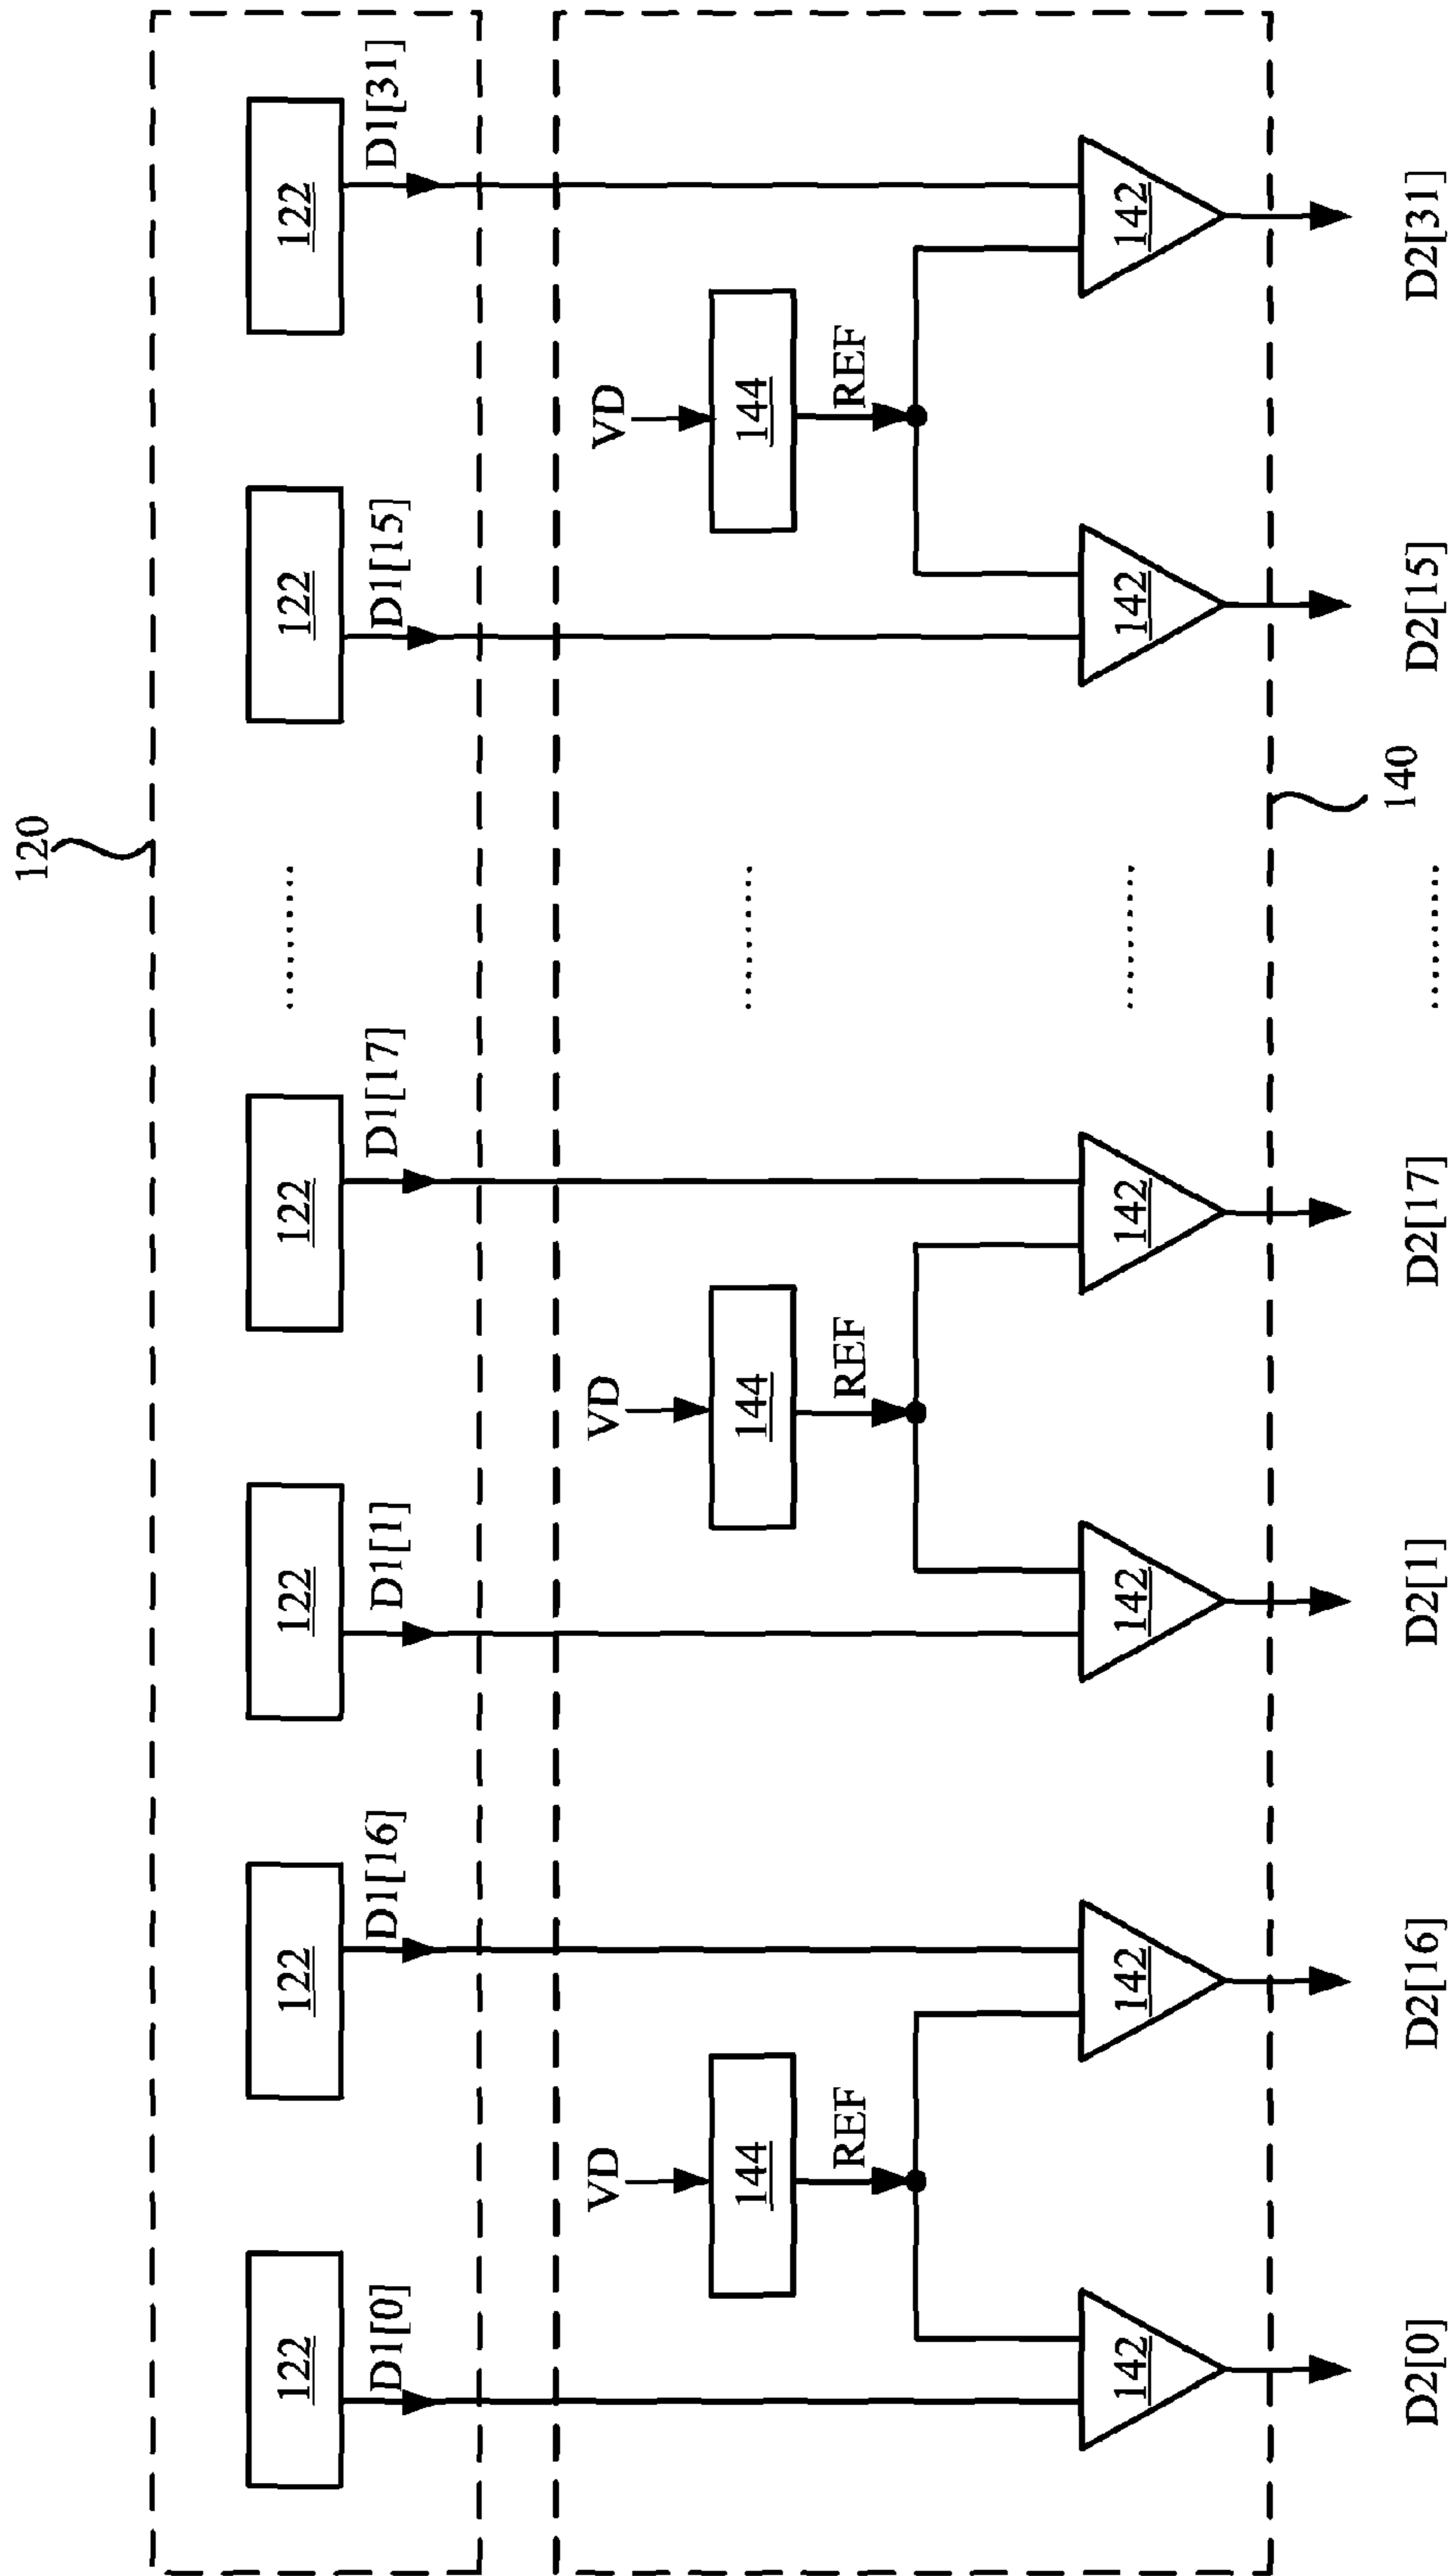 120
122 122 122 122 ......... 122 122
D1[0] D1[16] D1[1] D1[17] D1[15] D1[31]
VD VD VD
144 144 ......... 144
REF REF REF
142 142 142 142 ......... 142 142
140
D2[0] D2[16] D2[1] D2[17] ......... D2[15] D2[31]